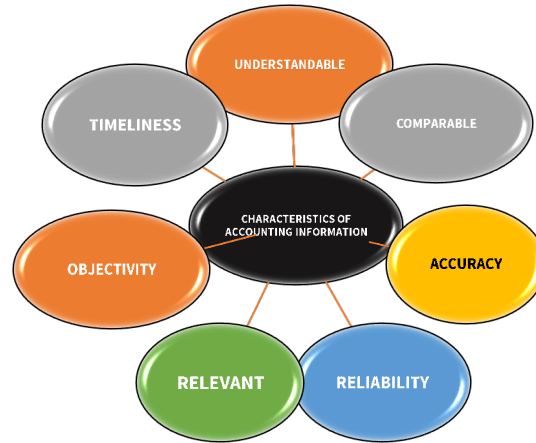 UNDERSTANDABLE
TIMELINESS
COMPARABLE
CHARACTERISTICS OF
ACCOUNTING INFORMATION
OBJECTIVITY
ACCURACY
RELEVANT
RELIABILITY